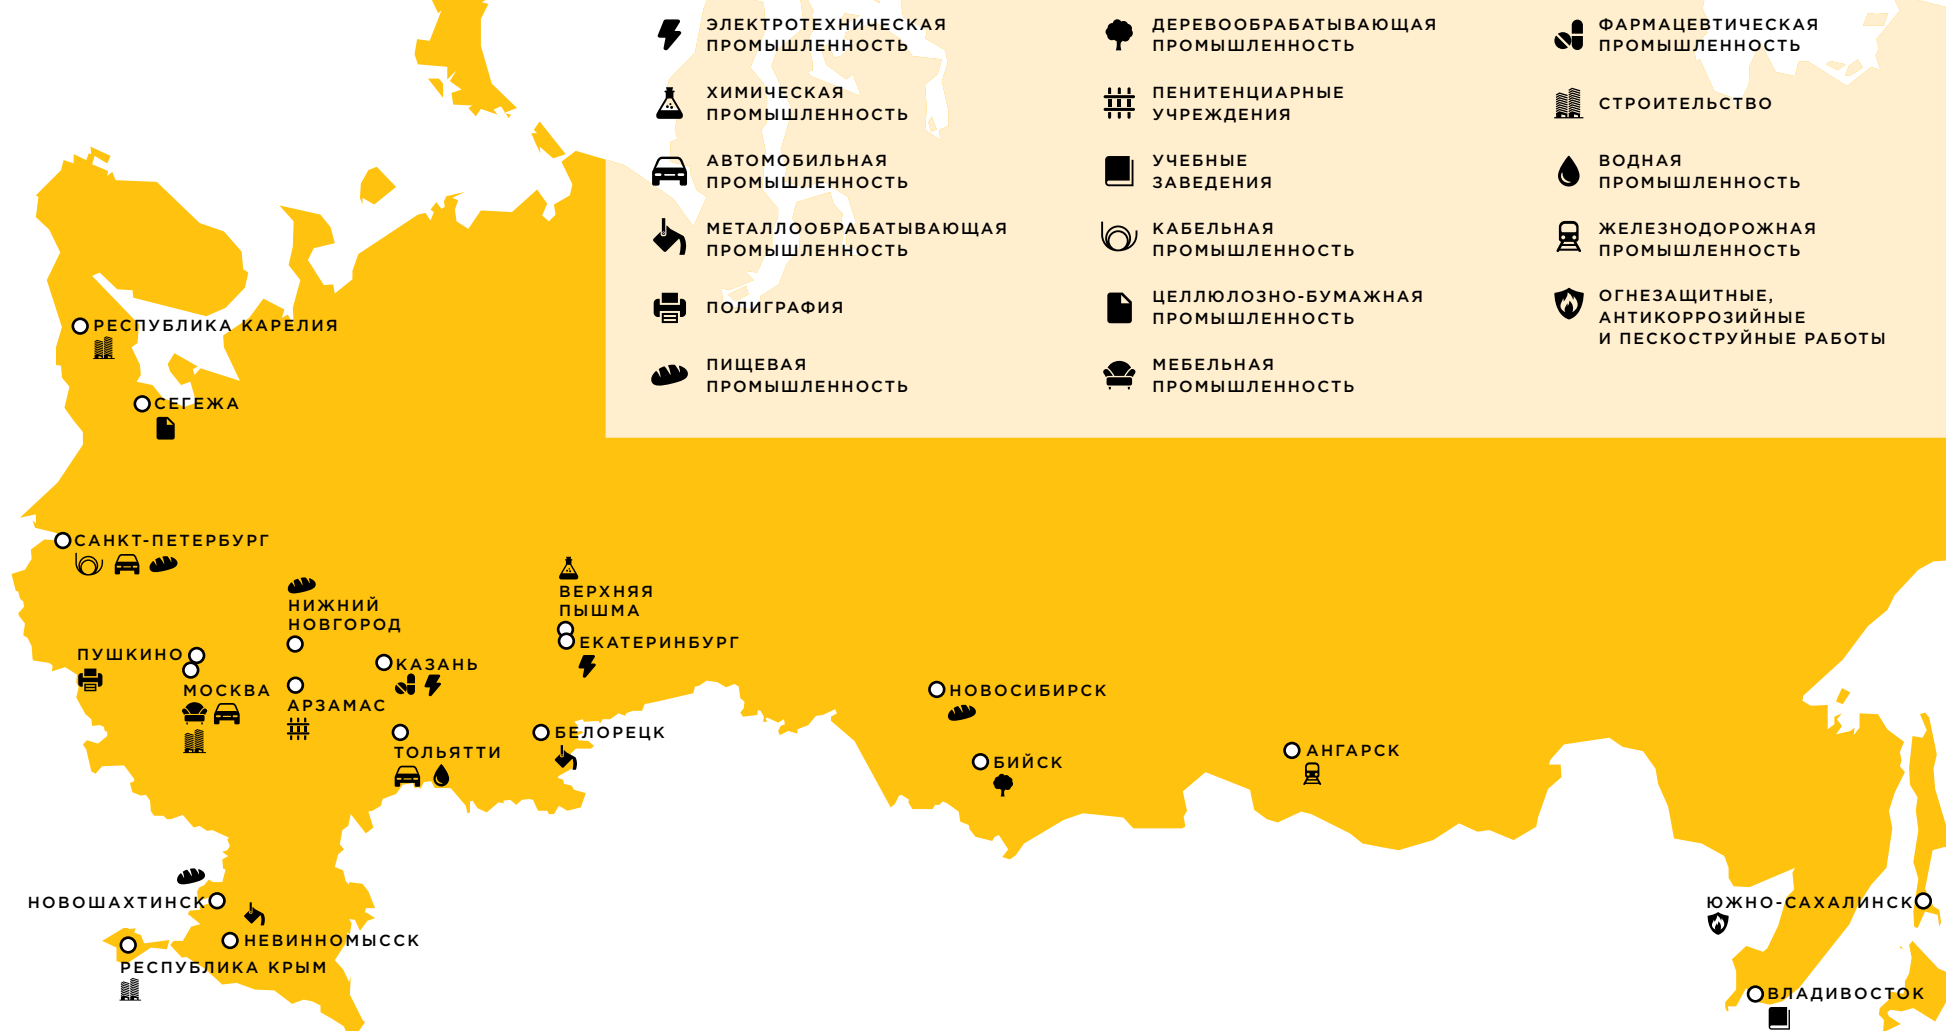 ЭЛЕКТРОТЕХНИЧЕСКАЯ
ПРОМЫШЛЕННОСТЬ
ХИМИЧЕСКАЯ
ПРОМЫШЛЕННОСТЬ
АВТОМОБИЛЬНАЯ
ПРОМЫШЛЕННОСТЬ
МЕТАЛЛООБРАБАТЫВАЮЩАЯ
ПРОМЫШЛЕННОСТЬ
ПОЛИГРАФИЯ
ПИЩЕВАЯ
ПРОМЫШЛЕННОСТЬ
ДЕРЕВООБРАБАТЫВАЮЩАЯ
ПРОМЫШЛЕННОСТЬ
ПЕНИТЕНЦИАРНЫЕ
УЧРЕЖДЕНИЯ
УЧЕБНЫЕ
ЗАВЕДЕНИЯ
КАБЕЛЬНАЯ
ПРОМЫШЛЕННОСТЬ
ЦЕЛЛЮЛОЗНО-БУМАЖНАЯ
ПРОМЫШЛЕННОСТЬ
МЕБЕЛЬНАЯ
ПРОМЫШЛЕННОСТЬ
ФАРМАЦЕВТИЧЕСКАЯ
ПРОМЫШЛЕННОСТЬ
СТРОИТЕЛЬСТВО
ВОДНАЯ
ПРОМЫШЛЕННОСТЬ
ЖЕЛЕЗНОДОРОЖНАЯ
ПРОМЫШЛЕННОСТЬ
ОГНЕЗАЩИТНЫЕ,
АНТИКОРРОЗИЙНЫЕ
И ПЕСКОСТРУЙНЫЕ РАБОТЫ
РЕСПУБЛИКА КАРЕЛИЯ
СЕГЕЖА
САНКТ-ПЕТЕРБУРГ
НИЖНИЙ
НОВГОРОД
ВЕРХНЯЯ
ПЫШМА
ЕКАТЕРИНБУРГ
ПУШКИНО
КАЗАНЬ
МОСКВА
АРЗАМАС
НОВОСИБИРСК
БЕЛОРЕЦК
ТОЛЬЯТТИ
БИЙСК
АНГАРСК
НОВОШАХТИНСК
НЕВИННОМЫССК
РЕСПУБЛИКА КРЫМ
ЮЖНО-САХАЛИНСК
ВЛАДИВОСТОК